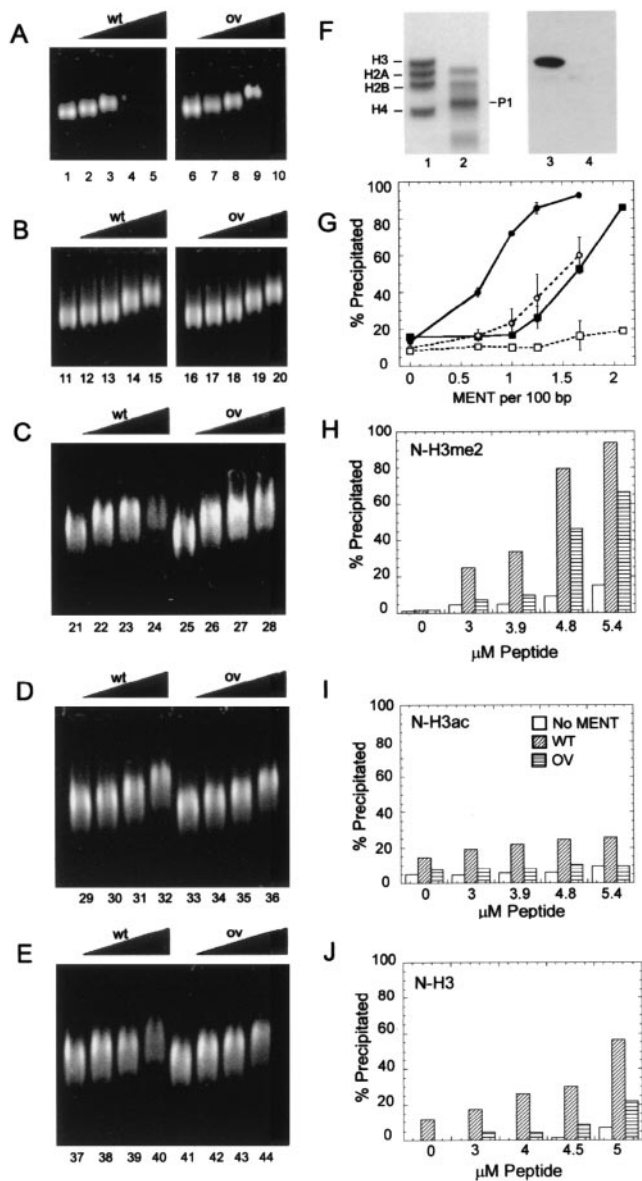 A
wt
ov
1 2 3 4 5
6 7 8 9 10
B
wt
ov
11 12 13 14 15
16 17 18 19 20
C
wt
ov
21 22 23 24 25 26 27 28
D
wt
ov
29 30 31 32 33 34 35 36
E
wt
ov
37 38 39 40 41 42 43 44
F
H3
H2A
H2B
H4
P1
1 2
3 4
G
% Precipitated
100
80
60
40
20
0
0 0.5 1 1.5 2
MENT per 100 bp
H
N-H3me2
% Precipitated
100
80
60
40
20
0
0 3 3.9 4.8 5.4
μM Peptide
I
N-H3ac
No MENT
WT
OV
% Precipitated
100
80
60
40
20
0
0 3 3.9 4.8 5.4
μM Peptide
J
N-H3
% Precipitated
100
80
60
40
20
0
0 3 4 4.5 5
μM Peptide